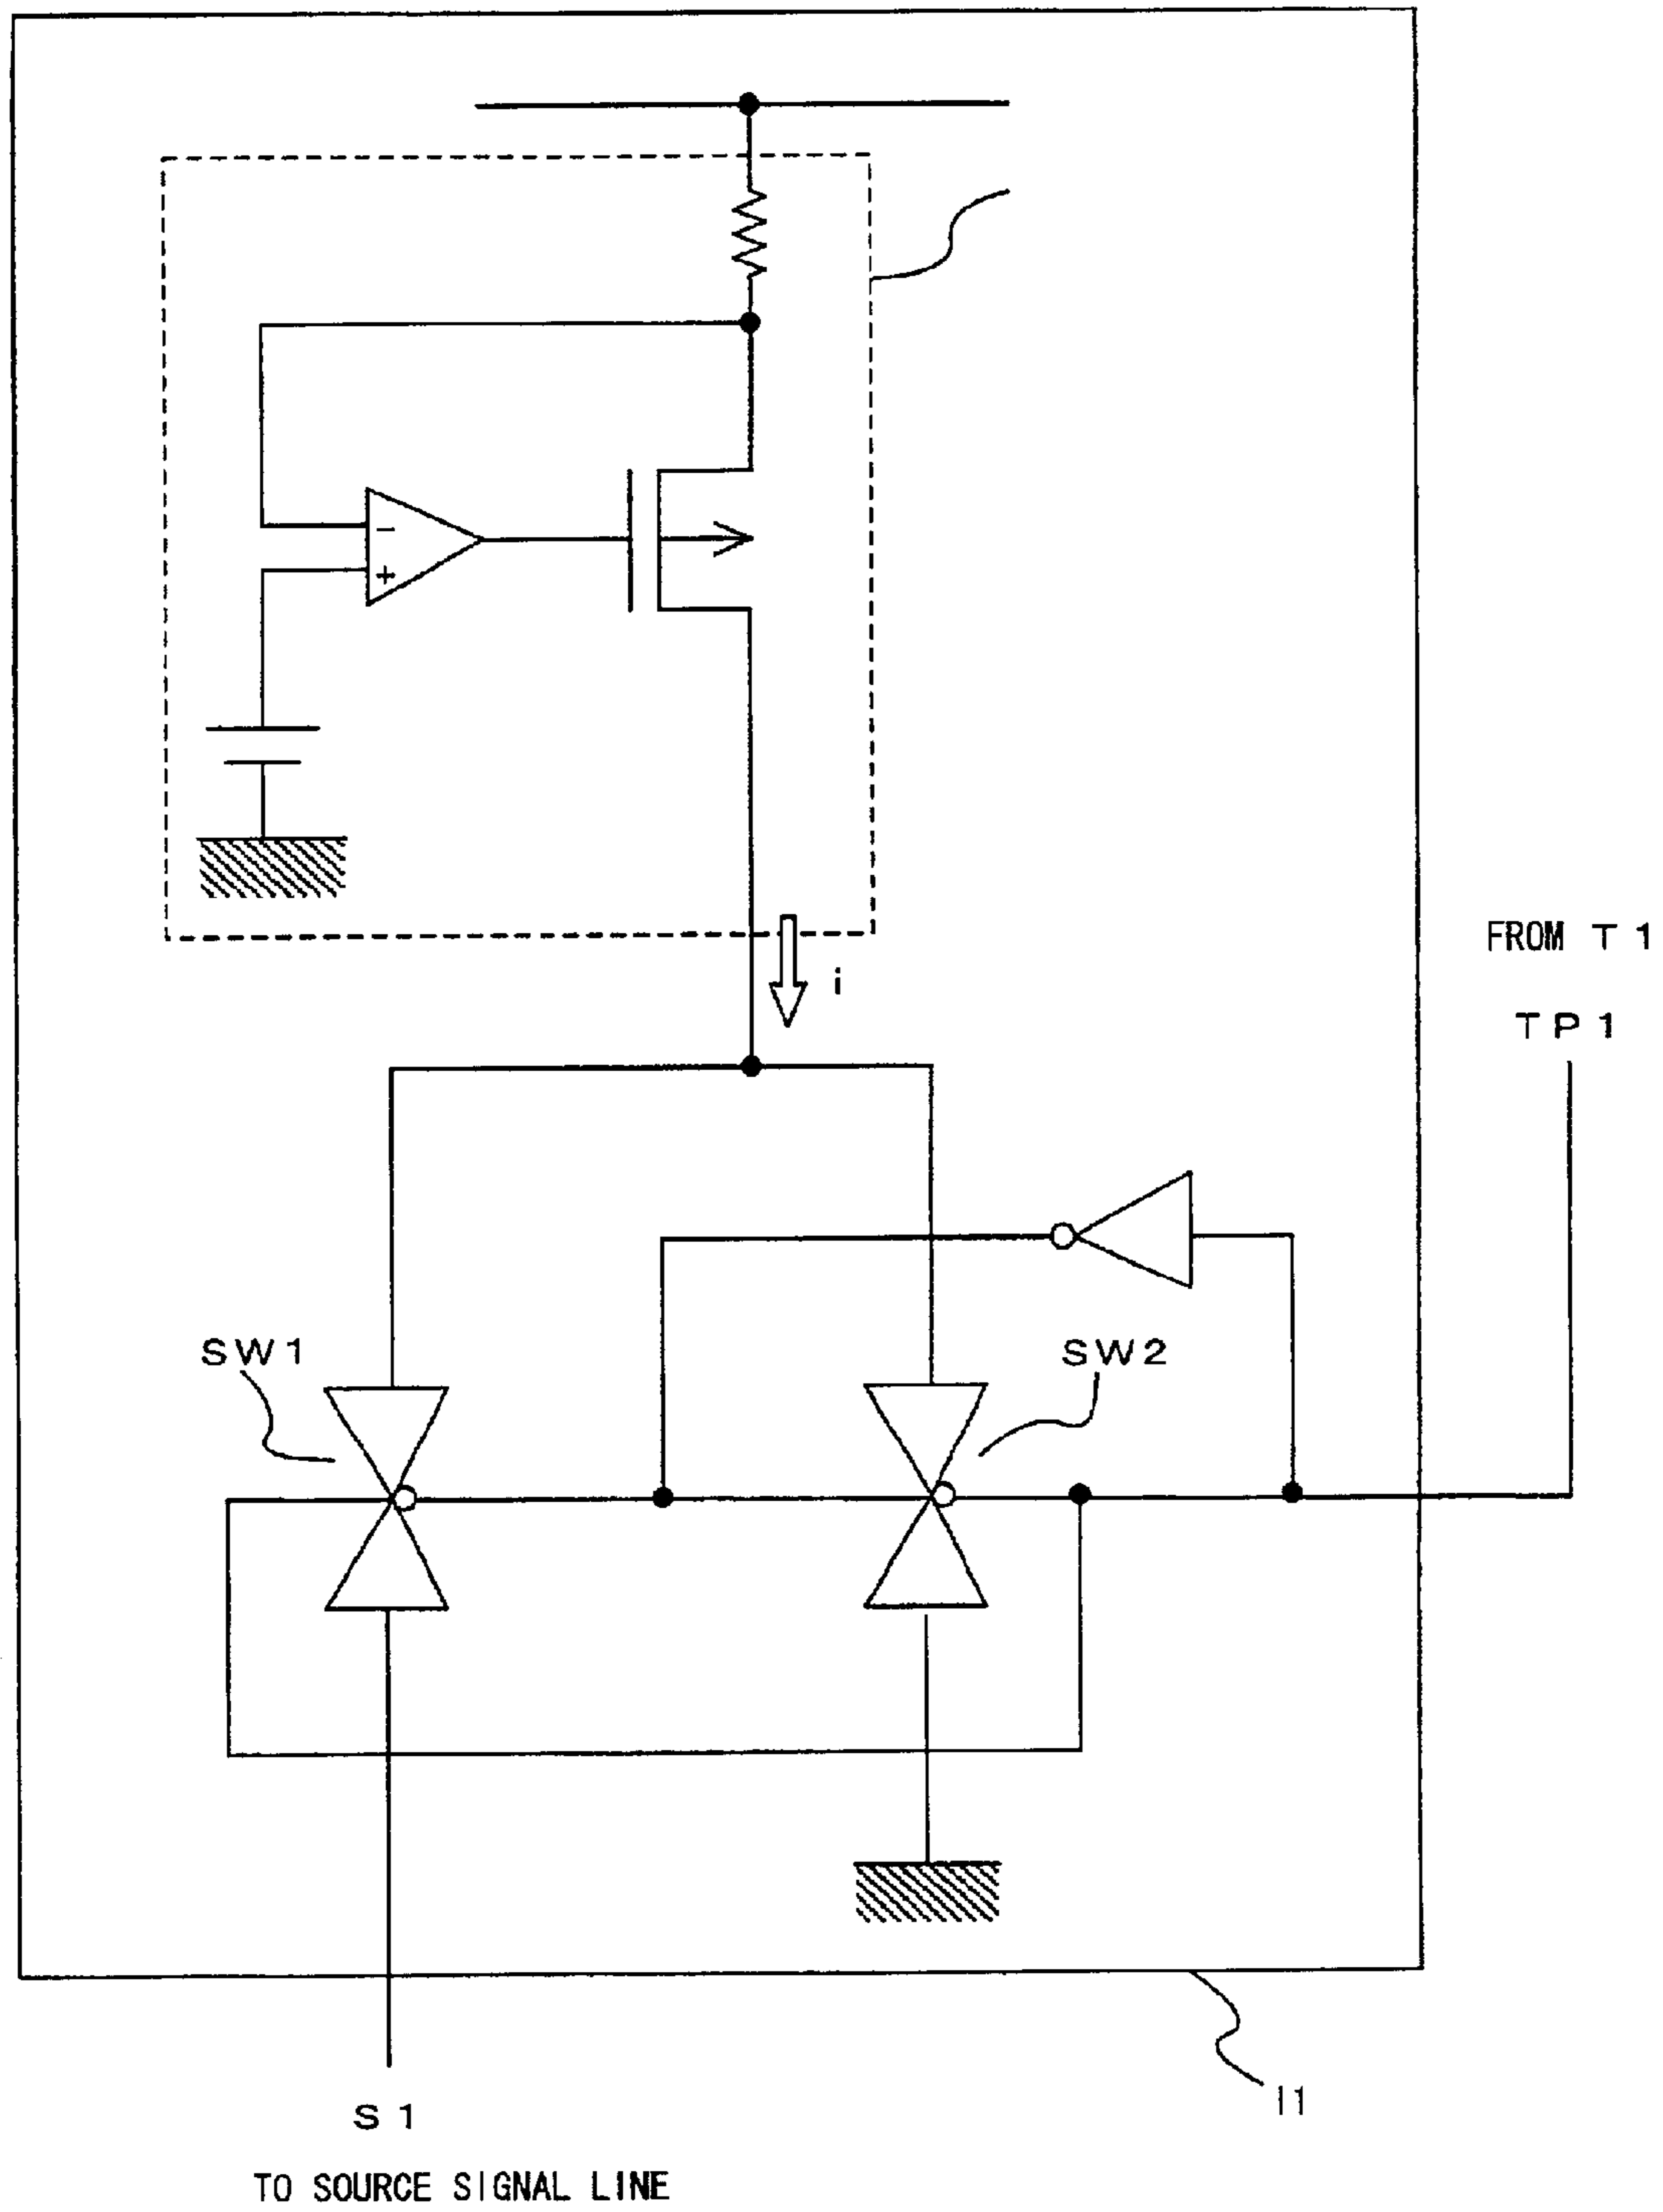 −
+
FROM T1
i
TP1
SW1
SW2
I1
S1
TO SOURCE SIGNAL LINE